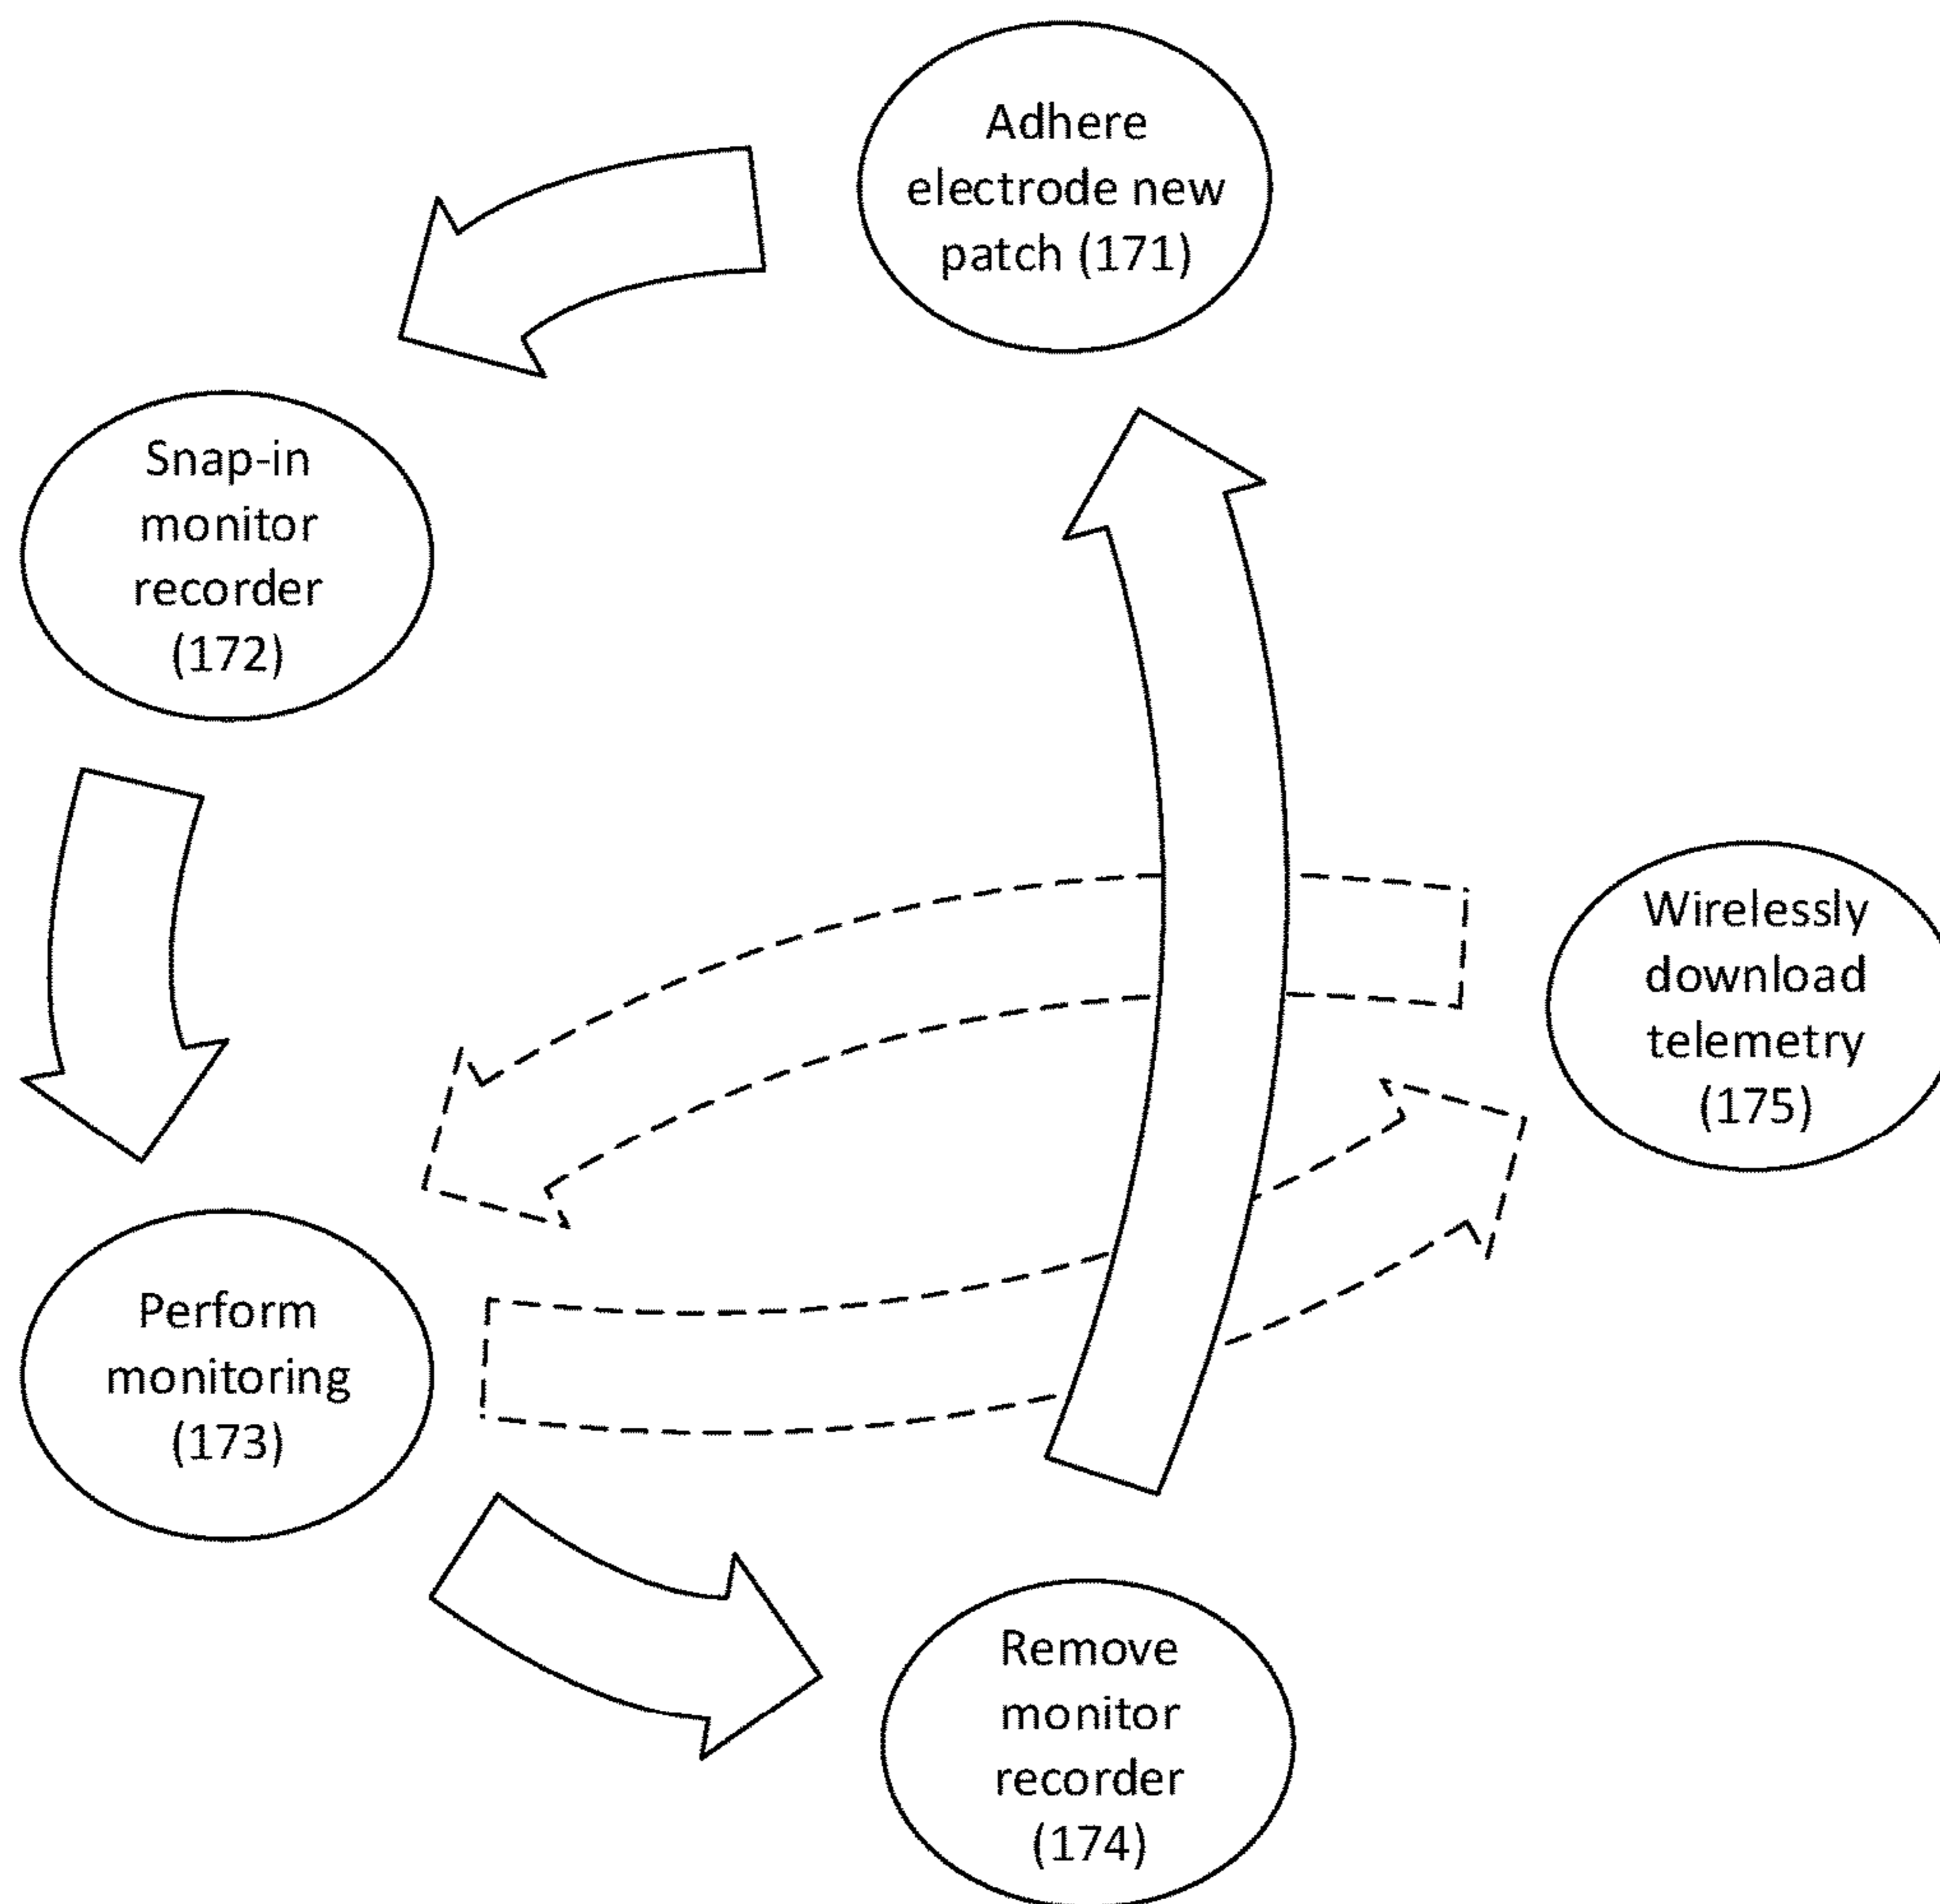 Adhere
electrode new
patch (171)
Snap-in
monitor
recorder
(172)
Wirelessly
download
telemetry
(175)
Perform
monitoring
(173)
Remove
monitor
recorder
(174)